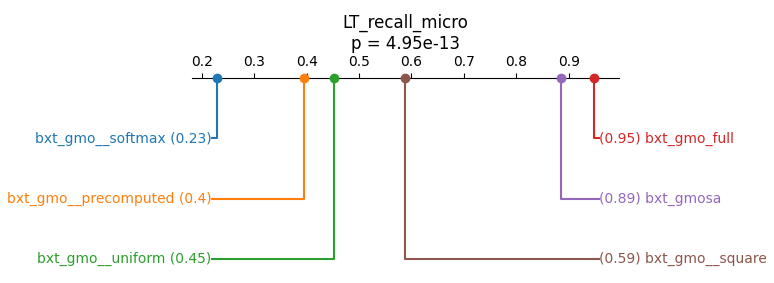 LT_recall_micro
p = 4.95e-13
0.2 0.3 0.4 0.5 0.6 0.7 0.8 0.9
bxt_gmo__softmax (0.23) (0.95) bxt_gmo_full
bxt_gmo__precomputed (0.4) (0.89) bxt_gmosa
bxt_gmo__uniform (0.45) (0.59) bxt_gmo__square